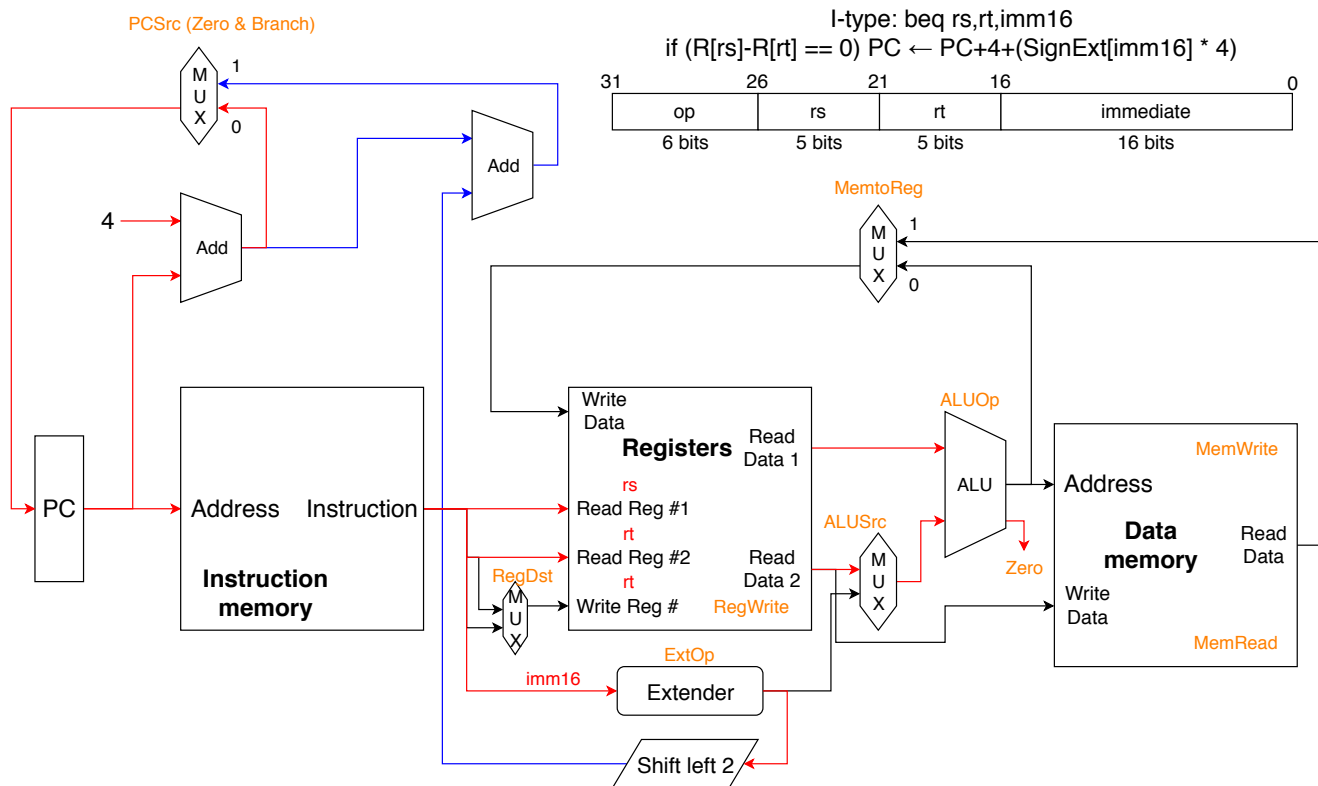 PCSrc (Zero & Branch)
I-type: beq rs,rt,imm16
if (R[rs]-R[rt] == 0) PC ← PC+4+(SignExt[imm16] * 4)
31 26 21 16 0
op rs rt immediate
6 bits 5 bits 5 bits 16 bits
M
U
X
1
0
Add
4
Add
MemtoReg
M
U
X
1
0
PC
Address
Instruction
Instruction
memory
Write
Data
Registers
Read
Data 1
rs
Read Reg #1
rt
Read Reg #2
rt
Write Reg #
Read
Data 2
RegWrite
RegDst
M
U
X
ALUOp
ALU
Zero
ALUSrc
M
U
X
MemWrite
Address
Data
memory
Read
Data
Write
Data
MemRead
ExtOp
imm16
Extender
Shift left 2